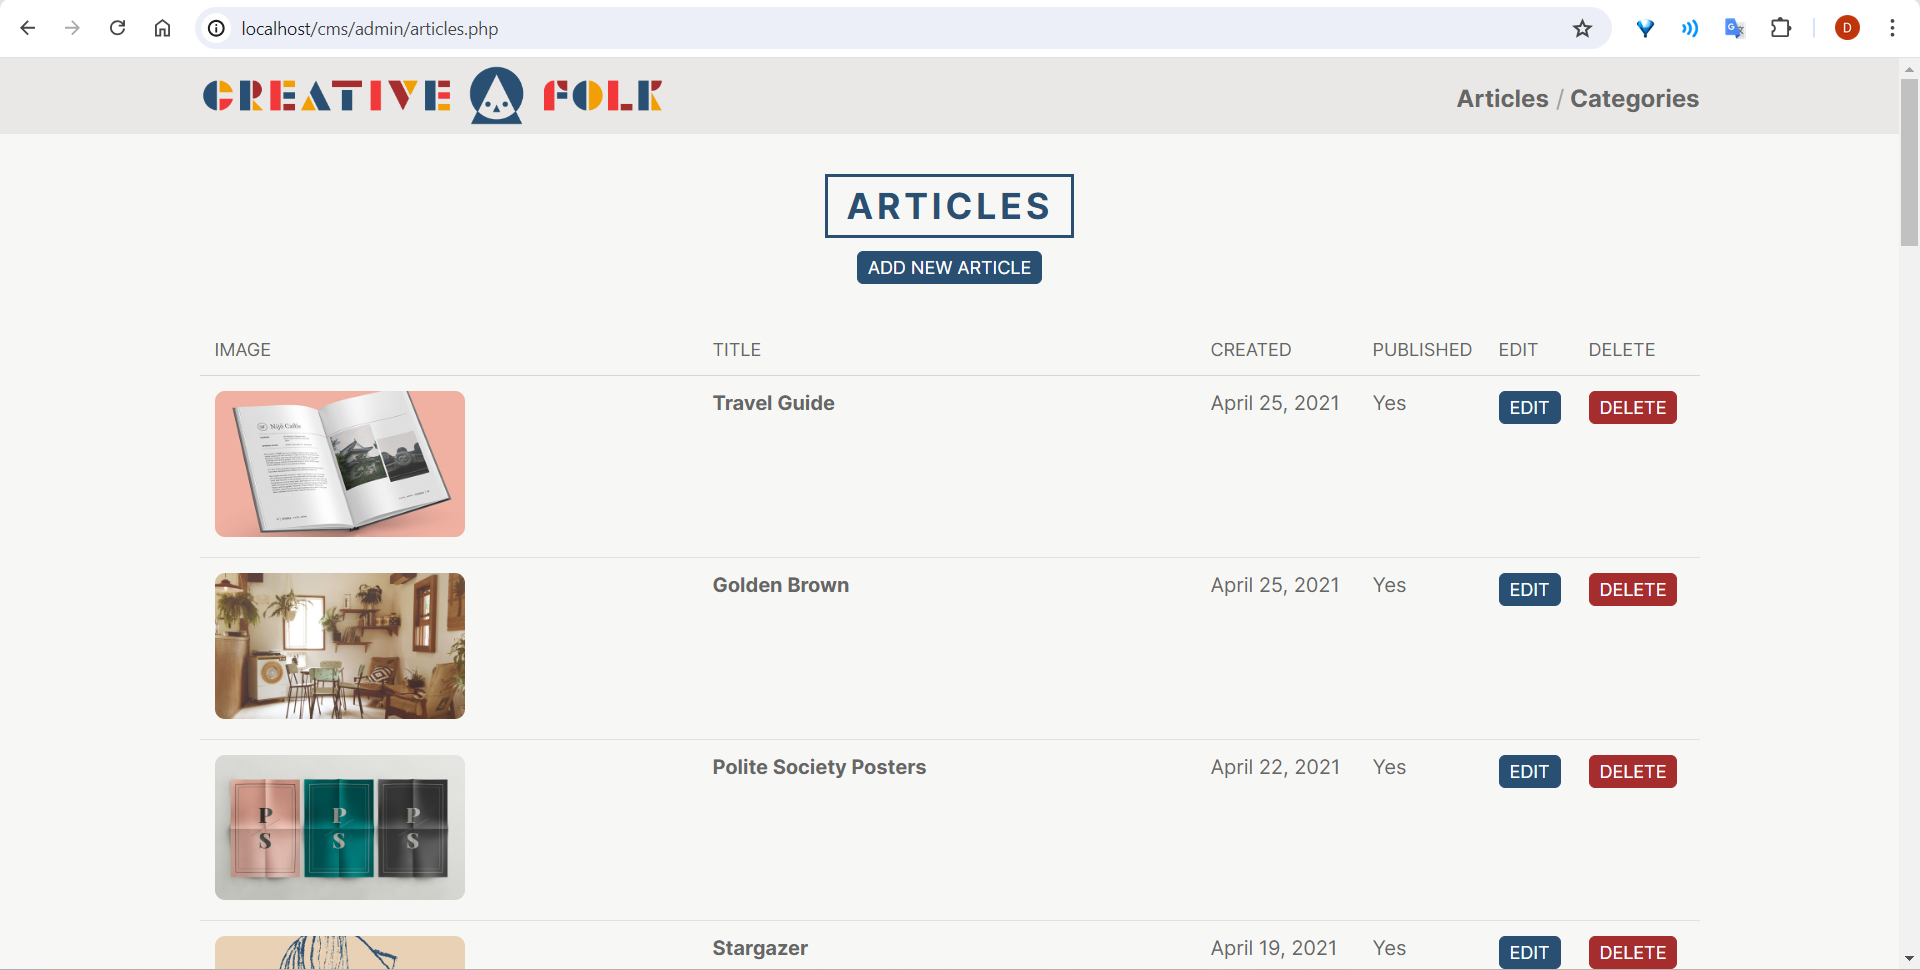 localhost/cms/admin/articles.php
D
CREATIVE FOLK
Articles / Categories
ARTICLES
ADD NEW ARTICLE
IMAGE TITLE CREATED PUBLISHED EDIT DELETE
Travel Guide April 25, 2021 Yes EDIT DELETE
Golden Brown April 25, 2021 Yes EDIT DELETE
Polite Society Posters April 22, 2021 Yes EDIT DELETE
P P P
S S S
Stargazer April 19, 2021 Yes EDIT DELETE